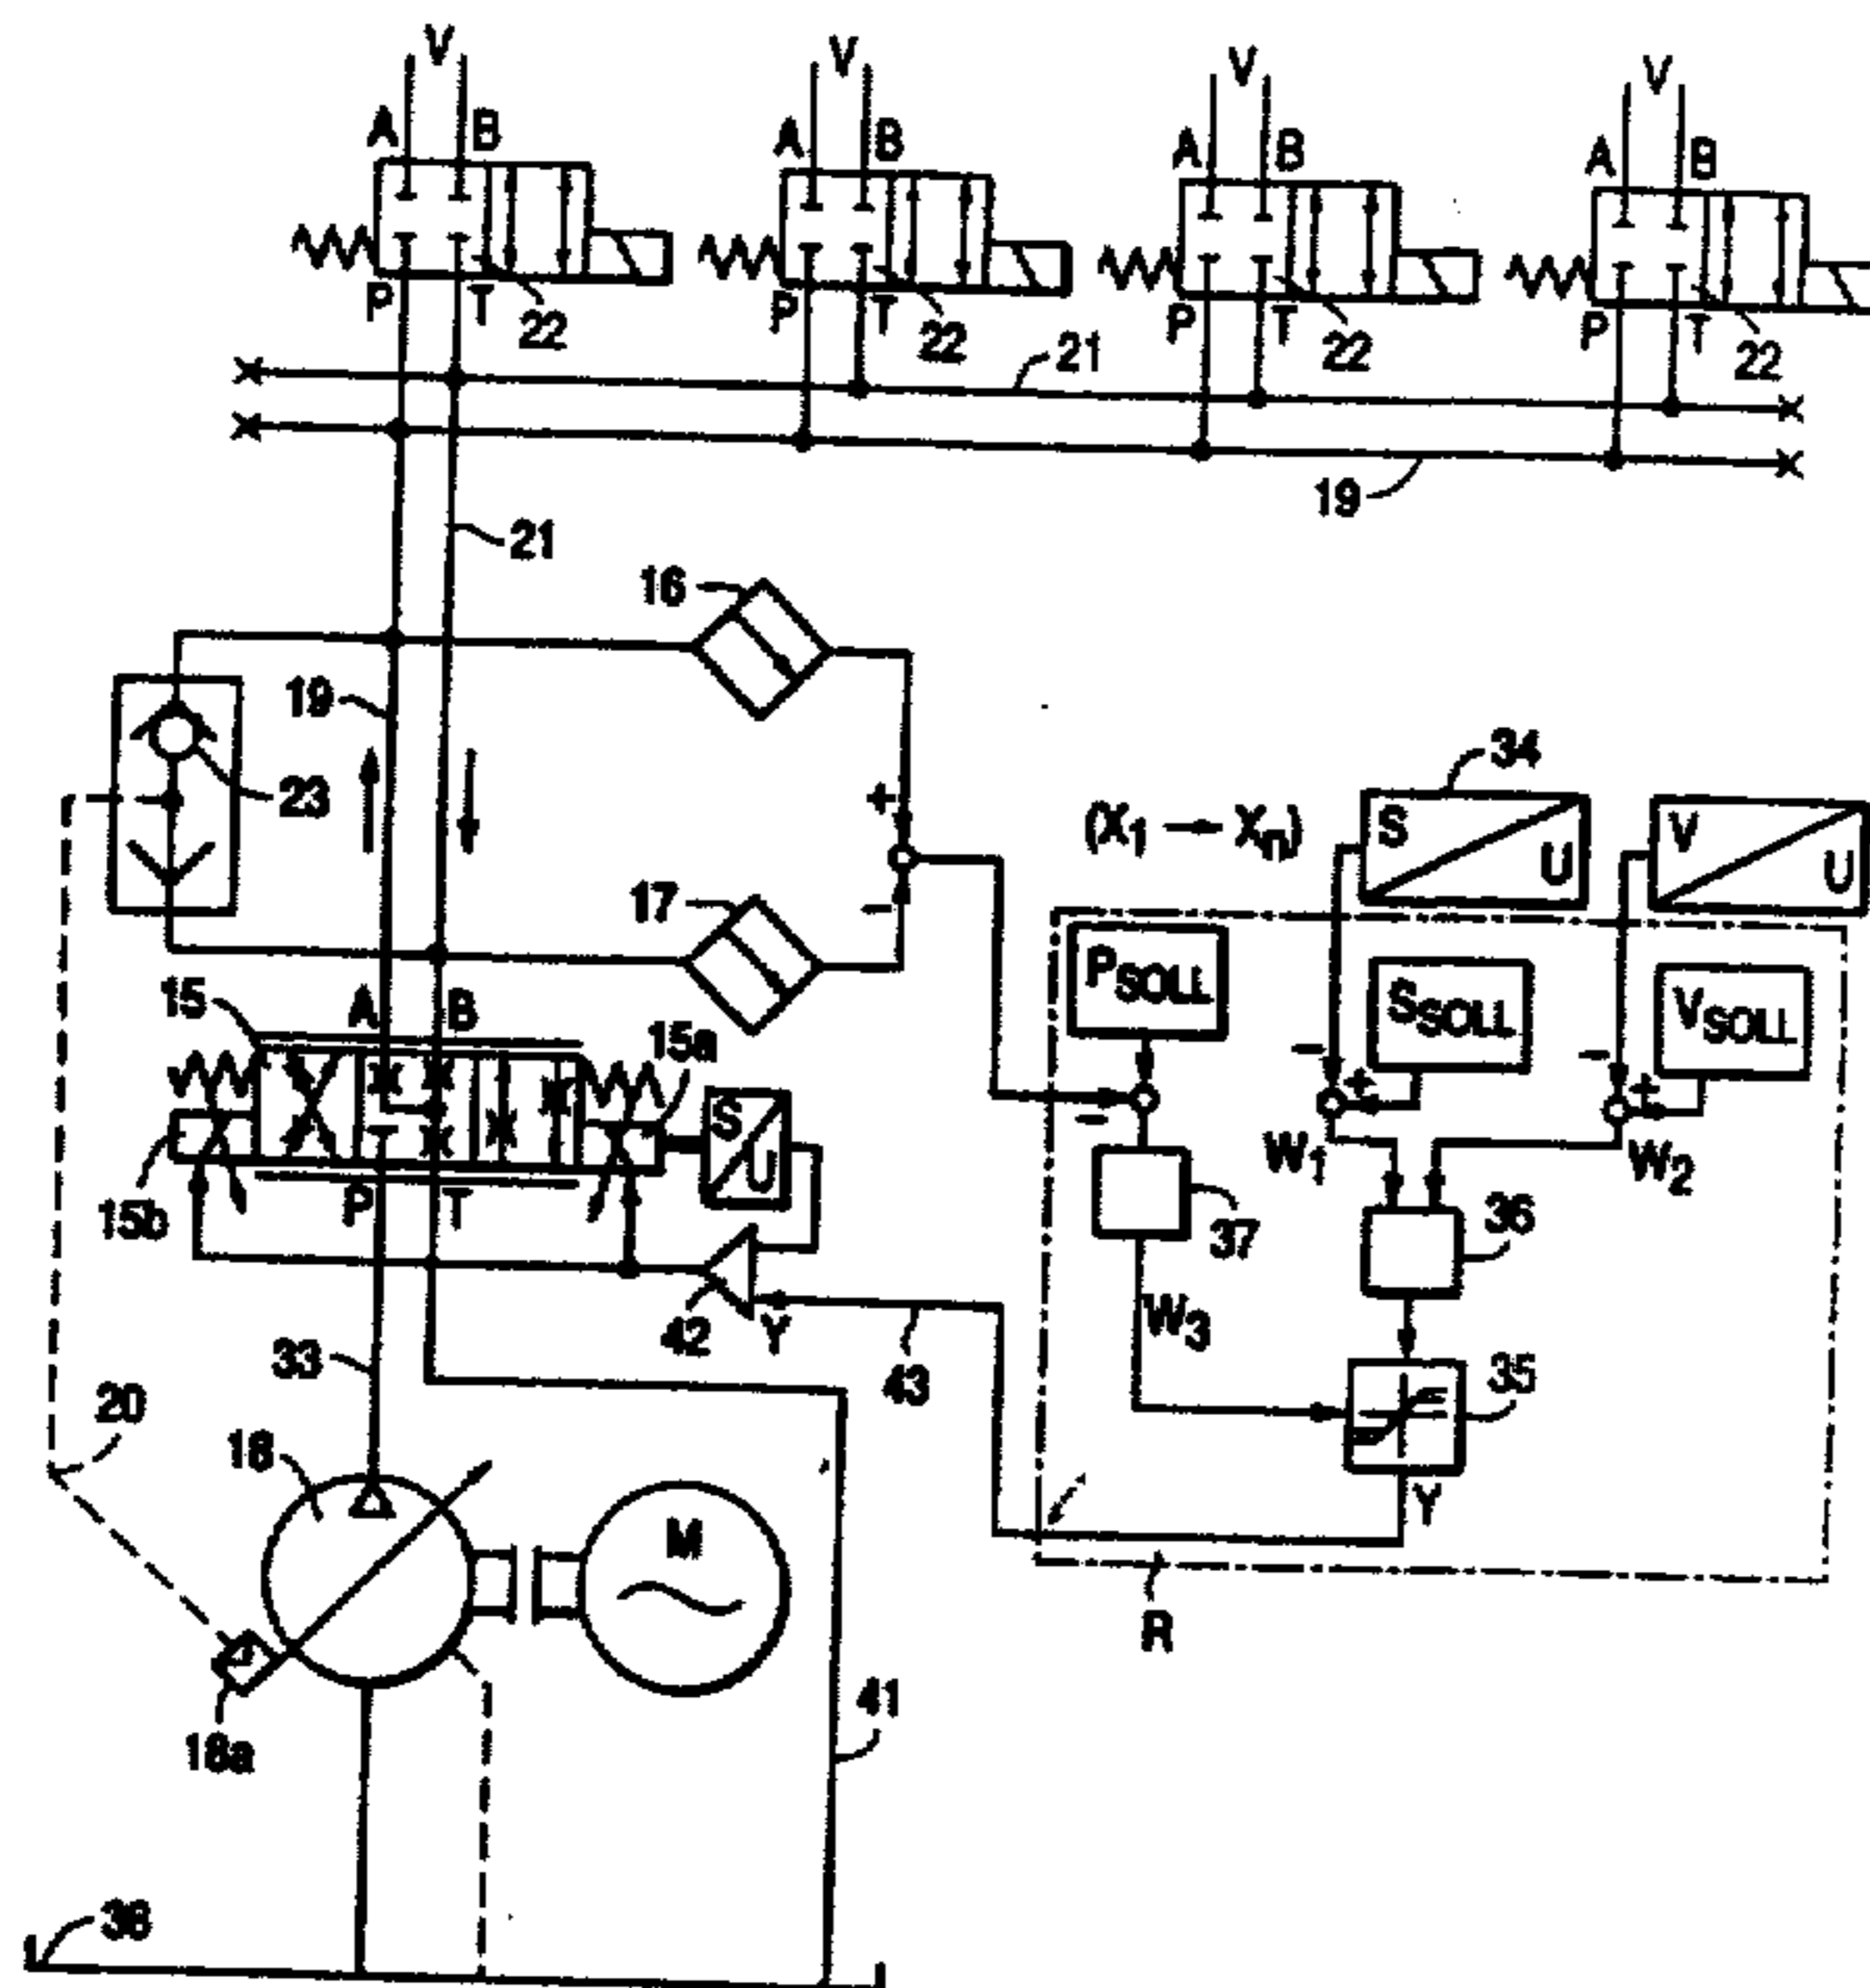 V V V V
A B A B A B A B
P T 22 P T 22 P T 22 P T 22
21
19
21
16
19
23
34
(X1 → Xn)
S U V U
+
-
17
PSOLL
SSOLL
VSOLL
15 A B 15a
S U
- + - +
-
15b P T
W1 W2
37 36
42 Y
W3
33
43
35
20
18
M
Y
R
18a
41
38